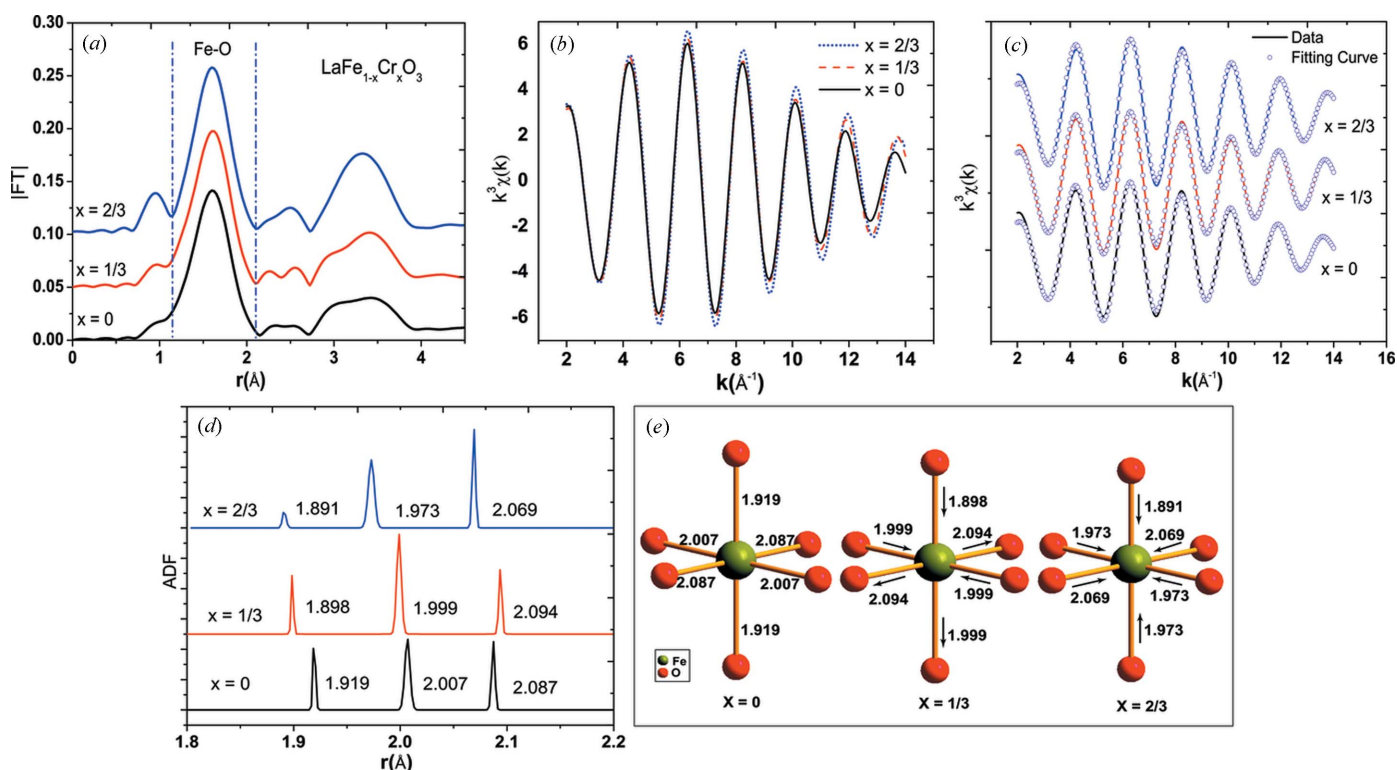 (a)
Fe-O
LaFe1-xCrxO3
x = 2/3
x = 1/3
x = 0
|FT|
0.30
0.25
0.20
0.15
0.10
0.05
0.00
0 1 2 3 4
r(Å)
(b)
x = 2/3
x = 1/3
x = 0
k³χ(k)
6
4
2
0
-2
-4
-6
2 4 6 8 10 12 14
k(Å⁻¹)
(c)
Data
Fitting Curve
x = 2/3
x = 1/3
x = 0
k³χ(k)
2 4 6 8 10 12 14 16
k(Å⁻¹)
(d)
x = 2/3 1.891 1.973 2.069
x = 1/3 1.898 1.999 2.094
x = 0 1.919 2.007 2.087
ADF
1.8 1.9 2.0 2.1 2.2
r(Å)
(e)
1.919
2.007 2.087
2.087 2.007
1.919
X = 0
1.898
1.999 2.094
2.094 1.999
1.999
X = 1/3
1.891
1.973 2.069
2.069 1.973
1.973
X = 2/3
Fe
O